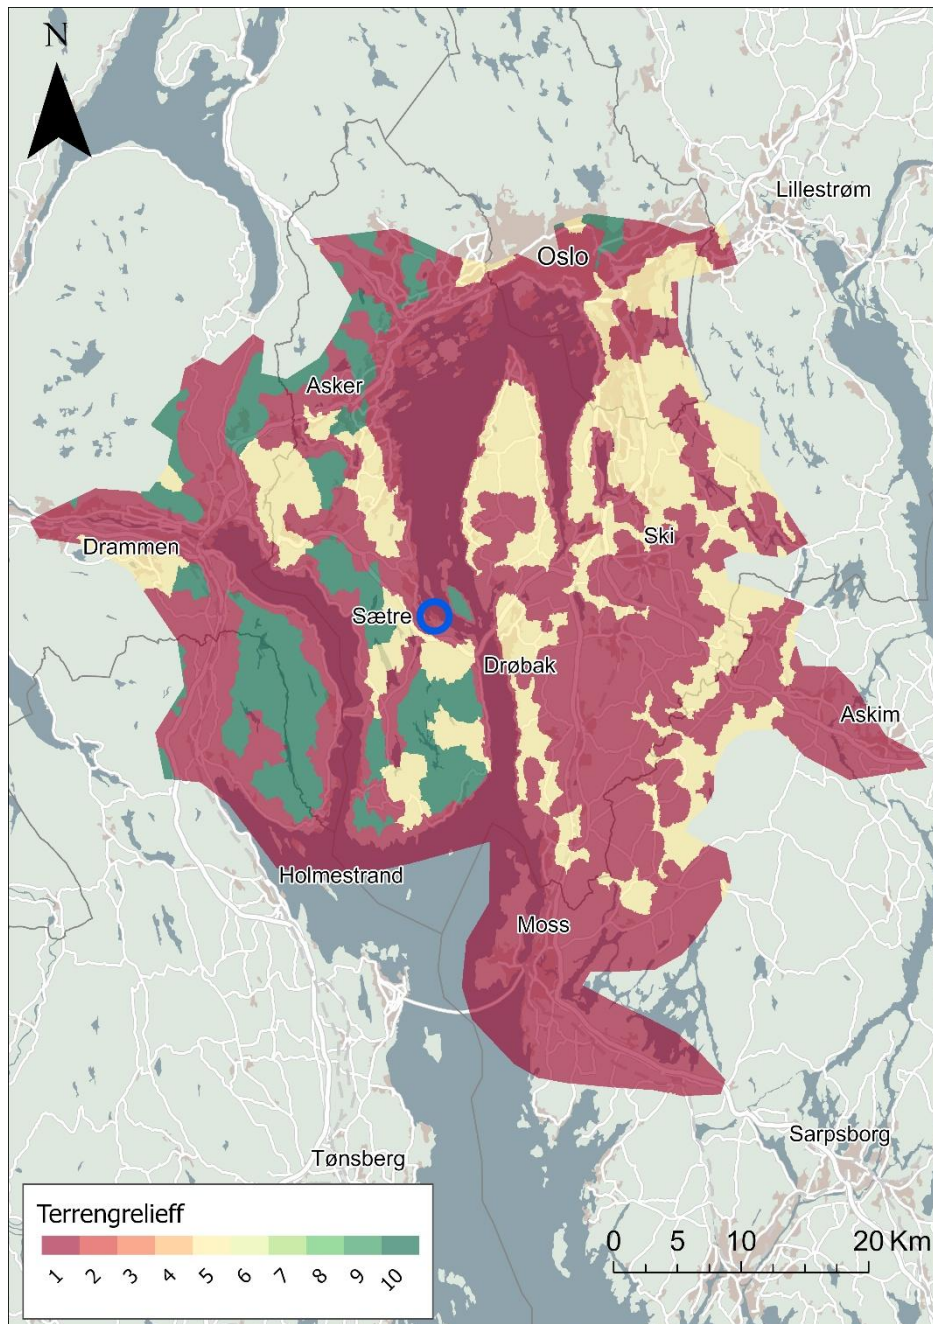 N
Lillestrøm
Oslo
Asker
Ski
Drammen
Sætre
Drøbak
Askim
Holmestrand
Moss
Sarpsborg
Tønsberg
Terrengrelieff
1 2 3 4 5 6 7 8 9 10
0 5 10 20 Km